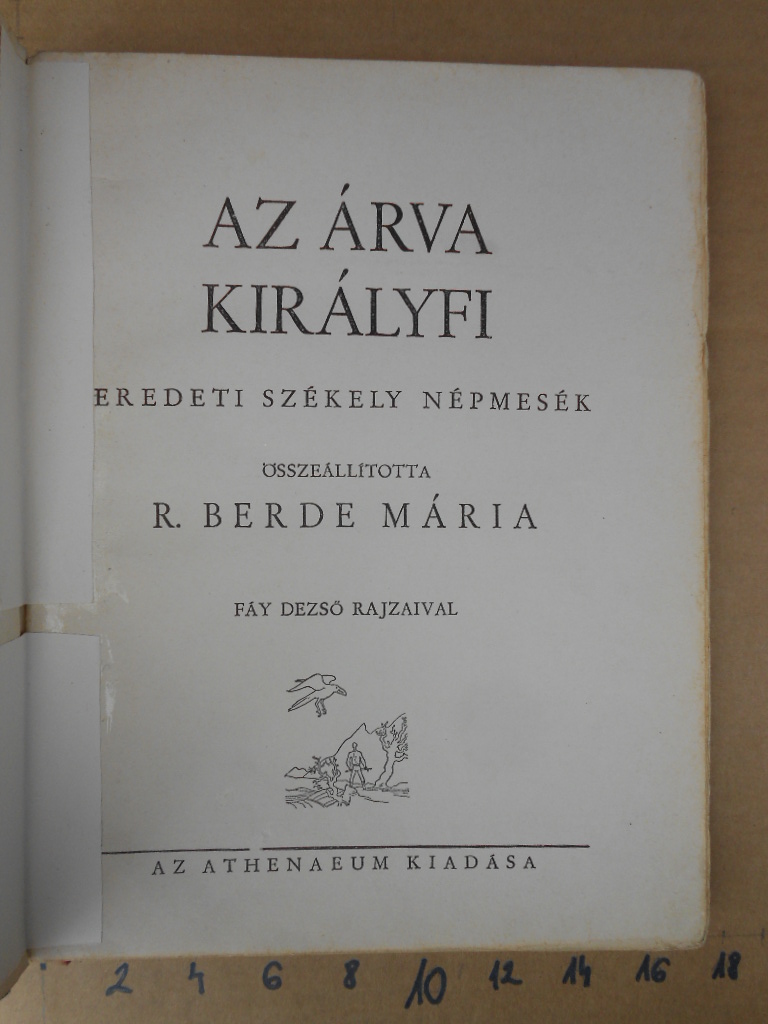 AZ ÁRVA
KIRÁLYFI
EREDETI SZÉKELY NÉPMESÉK
ÖSSZEÁLLÍTOTTA
R. BERDE MÁRIA
FÁY DEZSŐ RAJZAIVAL
AZ ATHENAEUM KIADÁSA
2 4 6 8 10 12 14 16 18